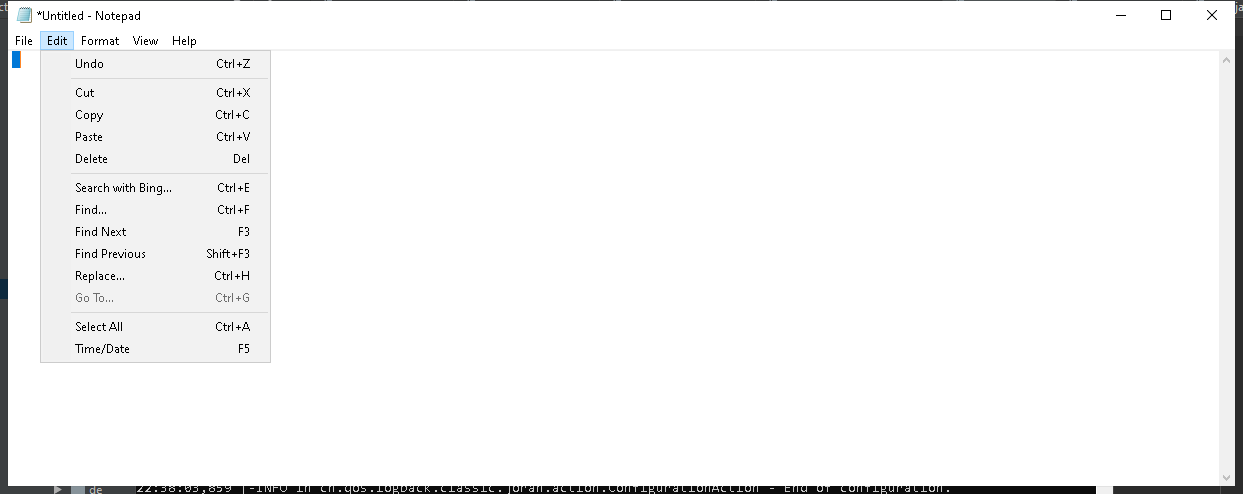 *Untitled - Notepad
File Edit Format View Help
Undo Ctrl+Z
Cut Ctrl+X
Copy Ctrl+C
Paste Ctrl+V
Delete Del
Search with Bing... Ctrl+E
Find... Ctrl+F
Find Next F3
Find Previous Shift+F3
Replace... Ctrl+H
Go To... Ctrl+G
Select All Ctrl+A
Time/Date F5
de 22:38:03,859 |-INFO in ch.qos.logback.classic.joran.action.ConfigurationAction - End of configuration.